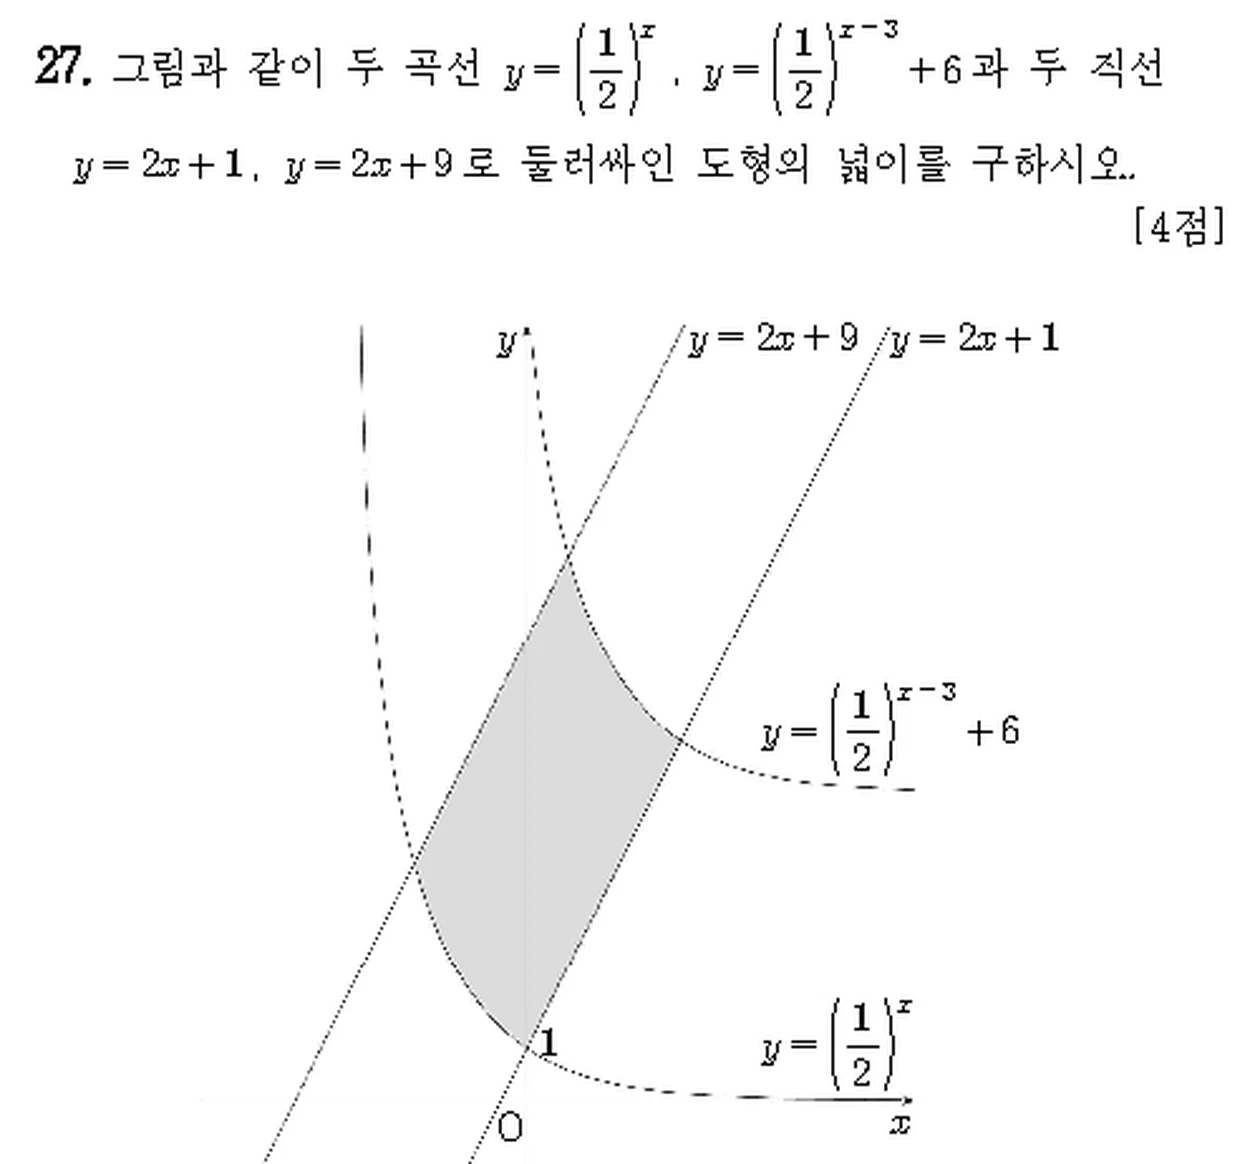 27. 그림과 같이 두 곡선 y=(1/2)^x, y=(1/2)^(x-3)+6과 두 직선
y=2x+1, y=2x+9로 둘러싸인 도형의 넓이를 구하시오..
[4점]
y y=2x+9 y=2x+1
y=(1/2)^(x-3)+6
1
y=(1/2)^x
O x